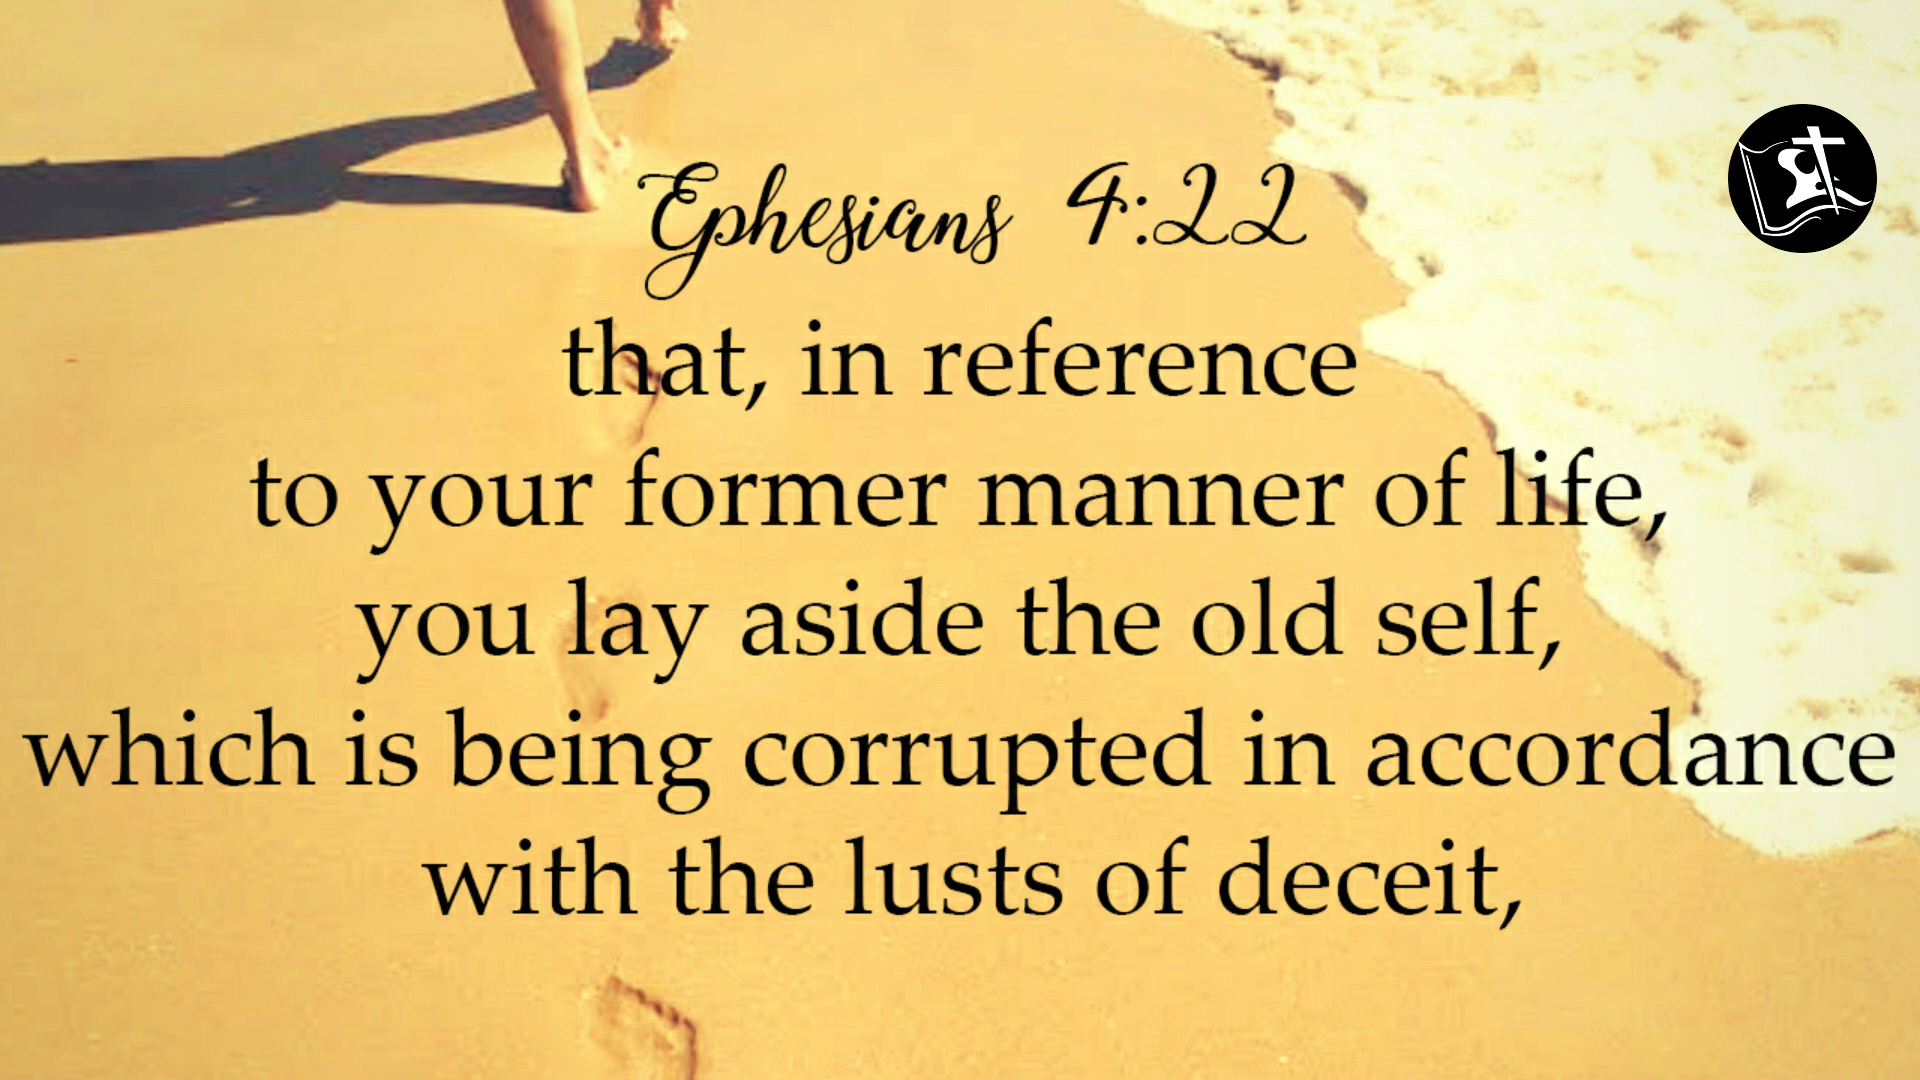 Ephesians 4:22
that, in reference
to your former manner of life,
you lay aside the old self,
which is being corrupted in accordance
with the lusts of deceit,